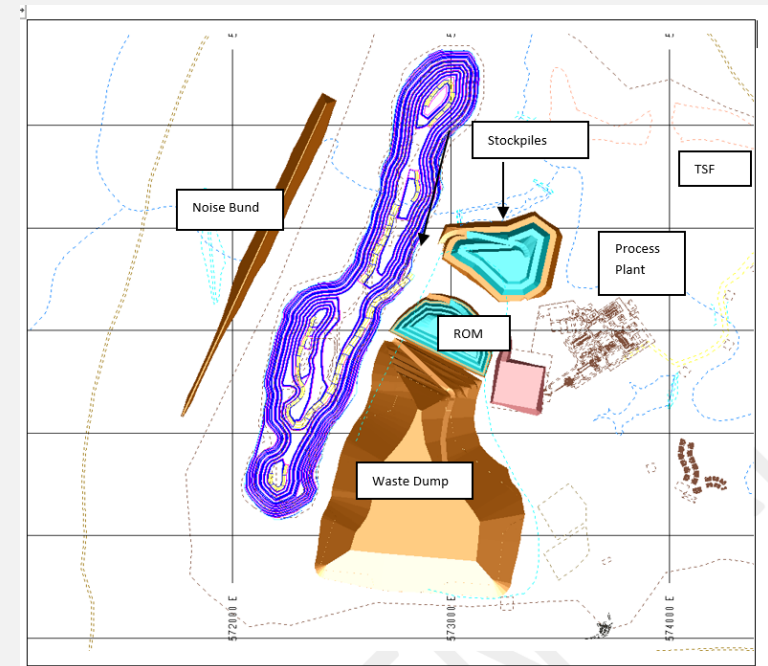 Stockpiles
TSF
Noise Bund
Process
Plant
ROM
Waste Dump
572000 E
573000 E
574000 E